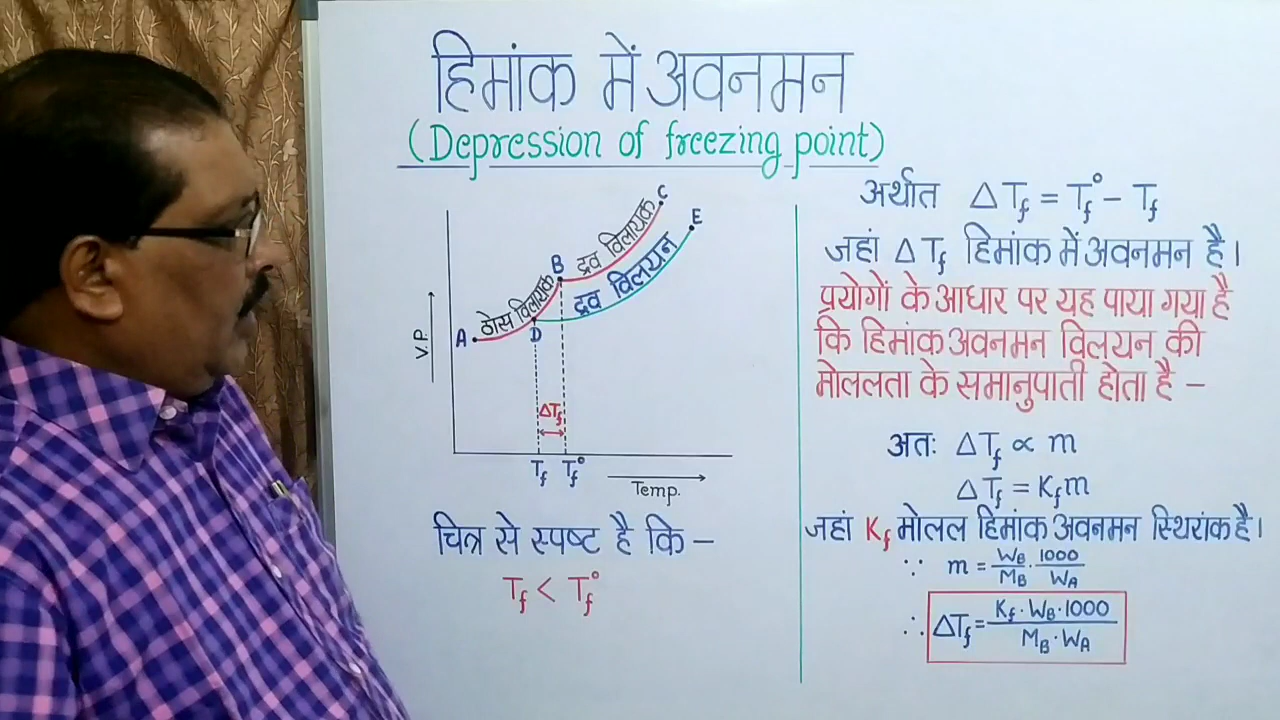 हिमांक में अवनमन
(Depression of freezing point)
C
E
B
द्रव विलायक
द्रव विलयन
ठोस विलायक
A
D
V.P.
ΔTf
Tf Tf°
Temp.
चित्र से स्पष्ट है कि –
Tf < Tf°
अर्थात ΔTf = Tf° – Tf
जहां ΔTf हिमांक में अवनमन है।
प्रयोगों के आधार पर यह पाया गया है
कि हिमांक अवनमन विलयन की
मोललता के समानुपाती होता है –
अतः ΔTf ∝ m
ΔTf = Kfm
जहां Kf मोलल हिमांक अवनमन स्थिरांक है।
∵ m = WB/MB · 1000/WA
∴ ΔTf = Kf · WB · 1000 / MB · WA